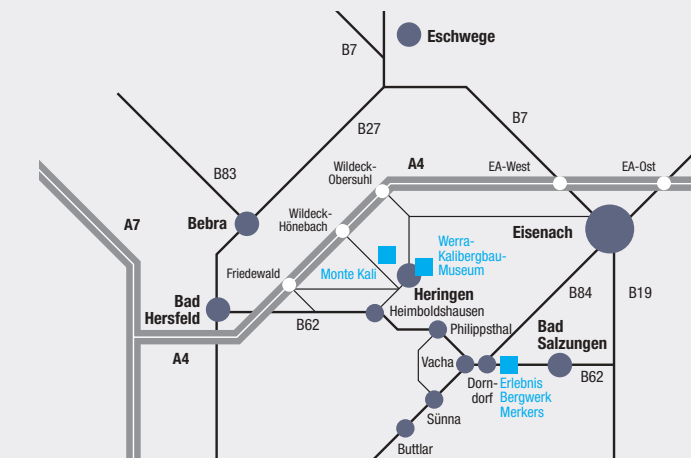 Eschwege
B7
B7
B27
Wildeck-
Obersuhl
A4
EA-West
EA-Ost
B83
A7
Bebra
Wildeck-
Hönebach
Eisenach
Werra-
Kalibergbau-
Museum
Friedewald
Monte Kali
Heringen
B84
B19
Bad
Hersfeld
B62
Heimboldshausen
Philippsthal
Bad
Salzungen
A4
Vacha
Dorn-
dorf
Erlebnis
Bergwerk
Merkers
B62
Sünna
Buttlar